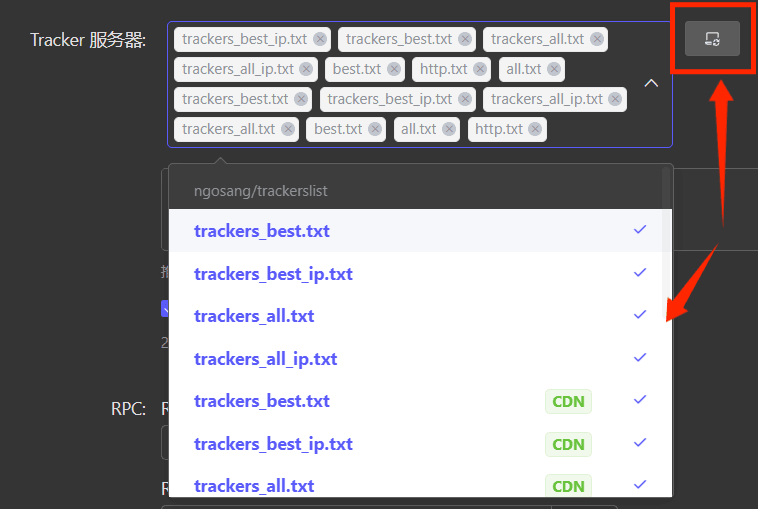 Tracker 服务器:
trackers_best_ip.txt trackers_best.txt trackers_all.txt
trackers_all_ip.txt best.txt http.txt all.txt
trackers_best.txt trackers_best_ip.txt trackers_all_ip.txt
trackers_all.txt best.txt all.txt http.txt
ngosang/trackerslist
trackers_best.txt
trackers_best_ip.txt
trackers_all.txt
trackers_all_ip.txt
trackers_best.txt CDN
trackers_best_ip.txt CDN
trackers_all.txt CDN
RPC: